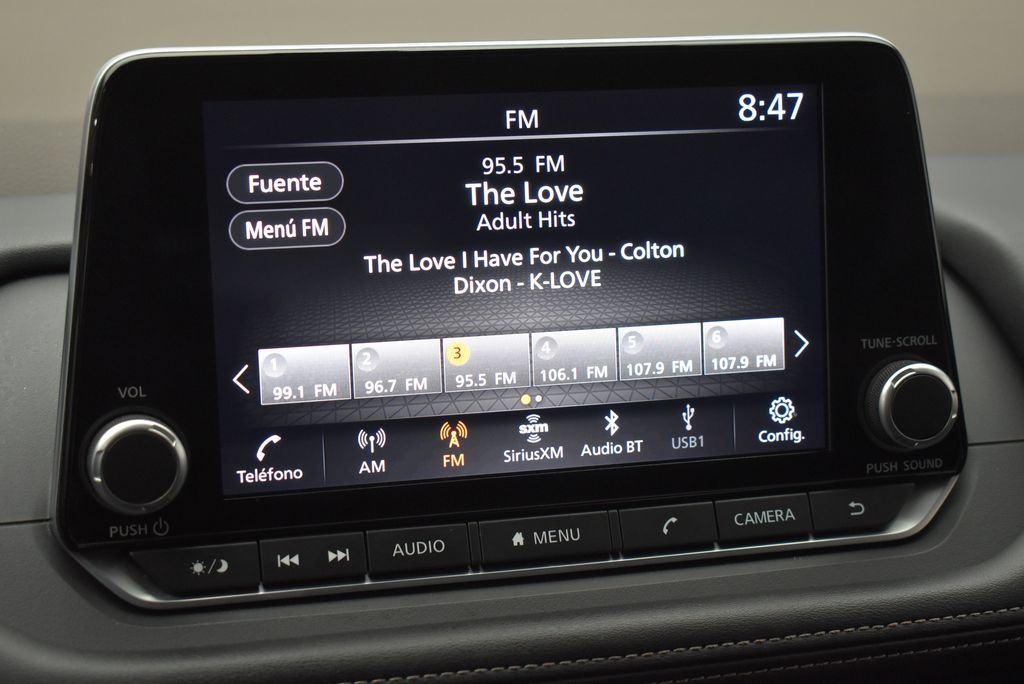 FM
8:47
Fuente
Menú FM
95.5 FM
The Love
Adult Hits
The Love I Have For You - Colton
Dixon - K-LOVE
1
99.1 FM
2
96.7 FM
3
95.5 FM
4
106.1 FM
5
107.9 FM
6
107.9 FM
Teléfono
AM
FM
sxm
SiriusXM
Audio BT
USB1
Config.
VOL
PUSH
TUNE·SCROLL
PUSH SOUND
AUDIO
MENU
CAMERA